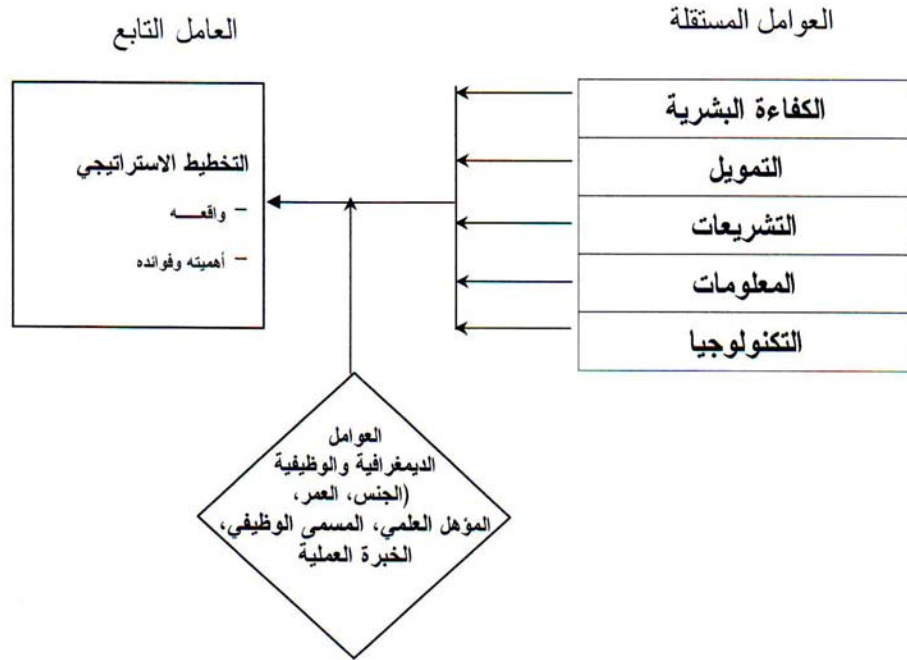 العوامل المستقلة
العامل التابع
الكفاءة البشرية
التمويل
التشريعات
المعلومات
التكنولوجيا
التخطيط الاستراتيجي
– واقعـــه
– أهميته وفوائده
العوامل
الديمغرافية والوظيفية
(الجنس، العمر،
المؤهل العلمي، المسمى الوظيفي،
الخبرة العملية